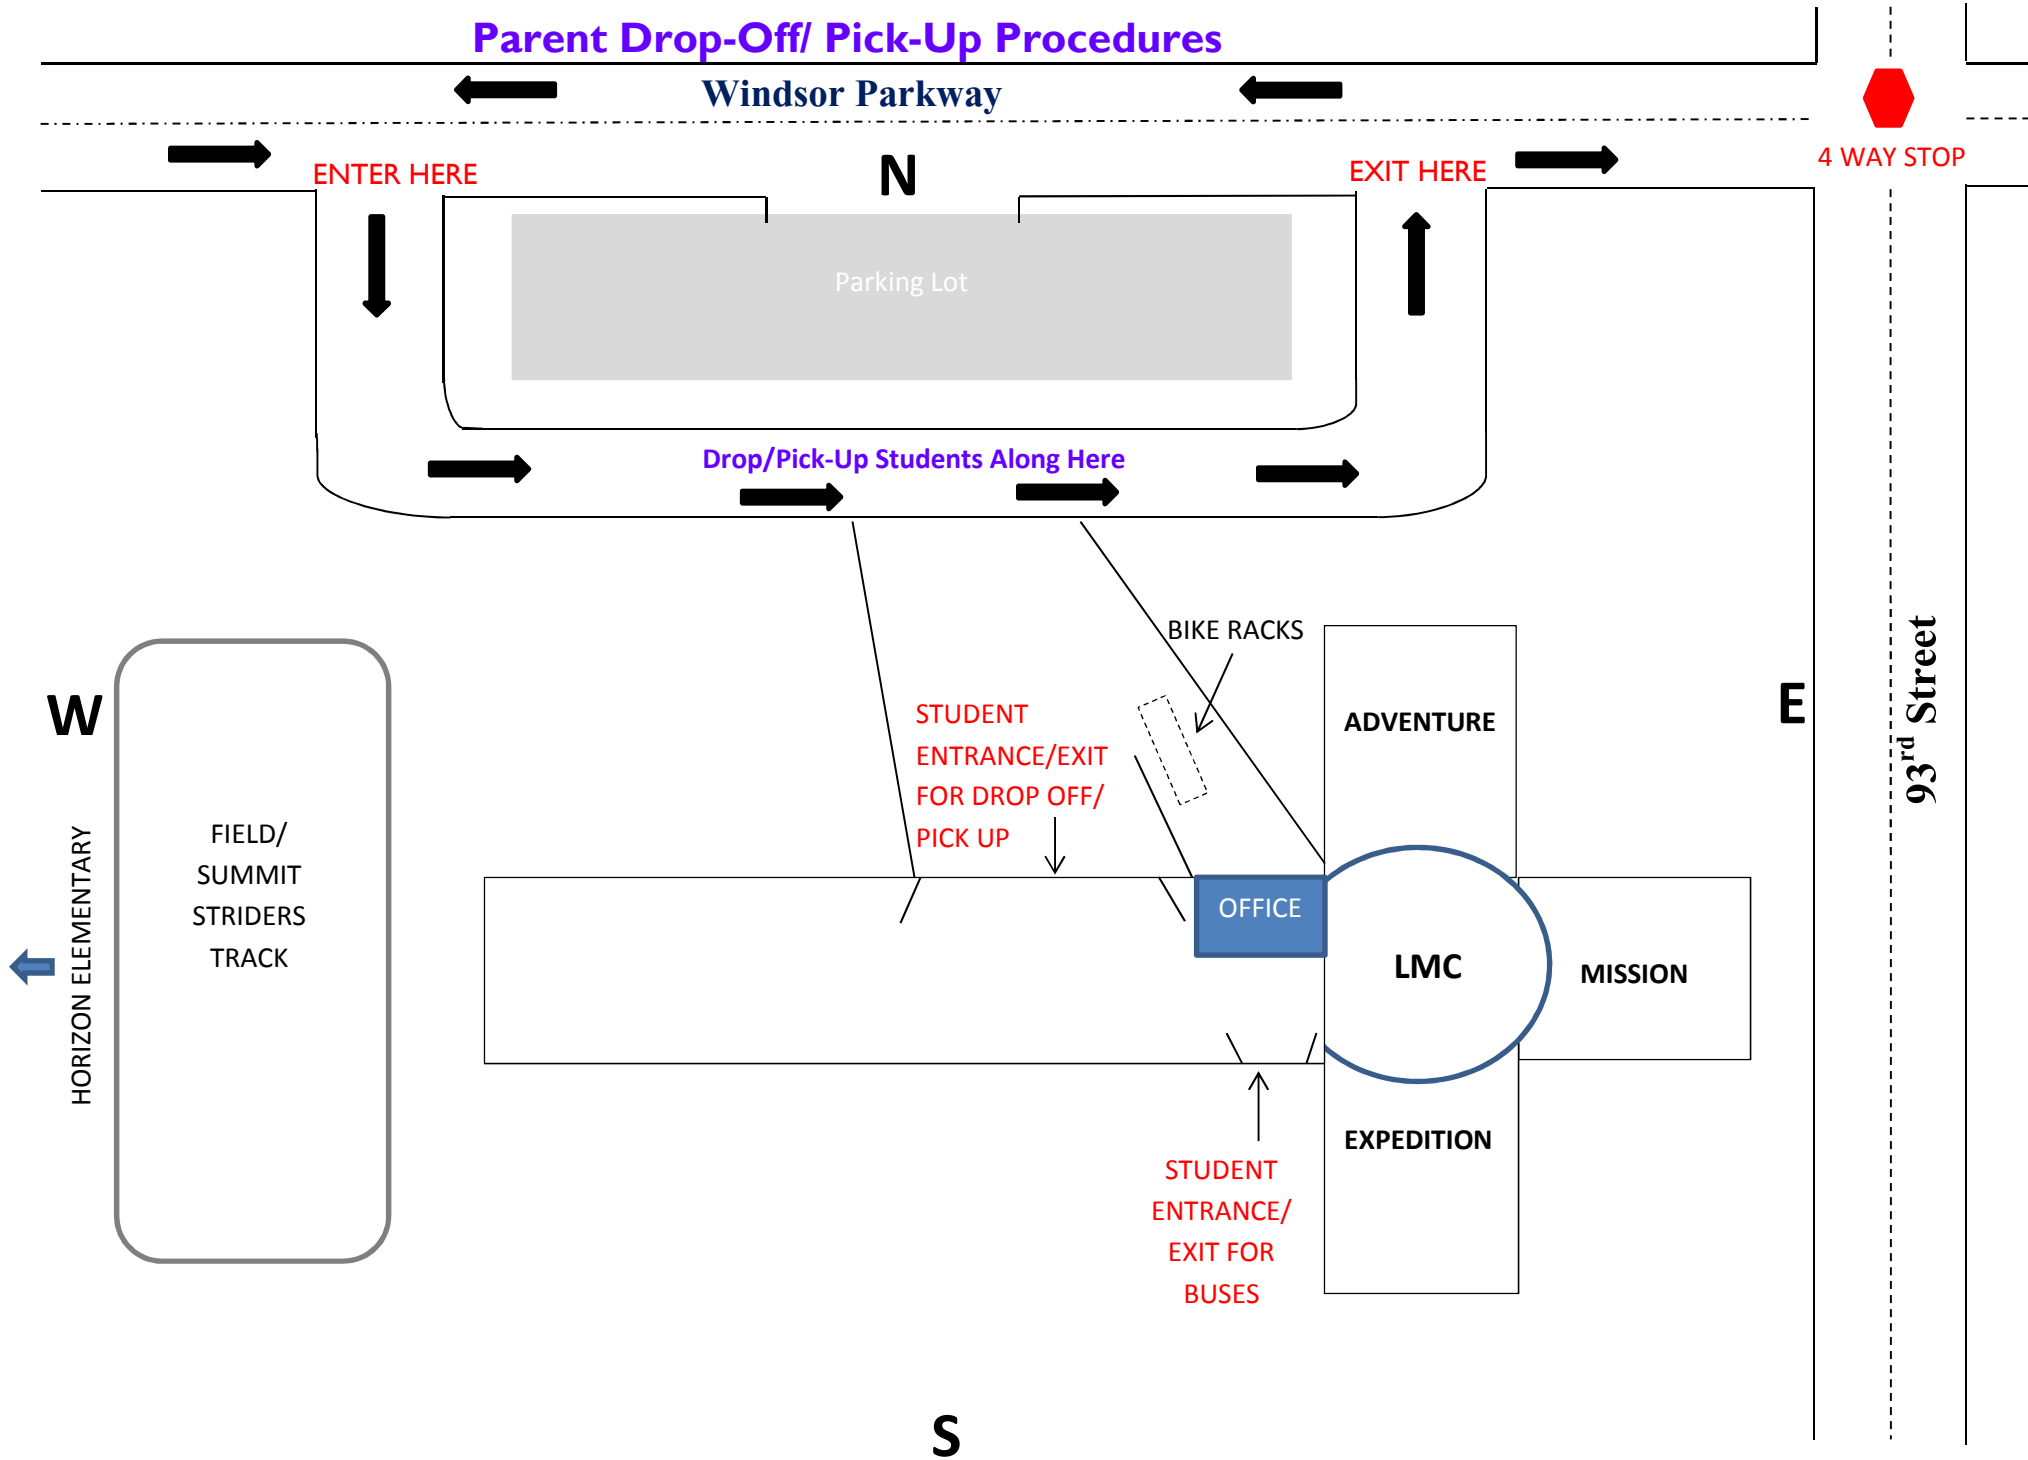 Parent Drop-Off/ Pick-Up Procedures
Windsor Parkway
ENTER HERE
N
EXIT HERE
4 WAY STOP
Parking Lot
Drop/Pick-Up Students Along Here
BIKE RACKS
W
STUDENT
ENTRANCE/EXIT
FOR DROP OFF/
PICK UP
ADVENTURE
E
93rd Street
HORIZON ELEMENTARY
FIELD/
SUMMIT
STRIDERS
TRACK
OFFICE
LMC
MISSION
EXPEDITION
STUDENT
ENTRANCE/
EXIT FOR
BUSES
S